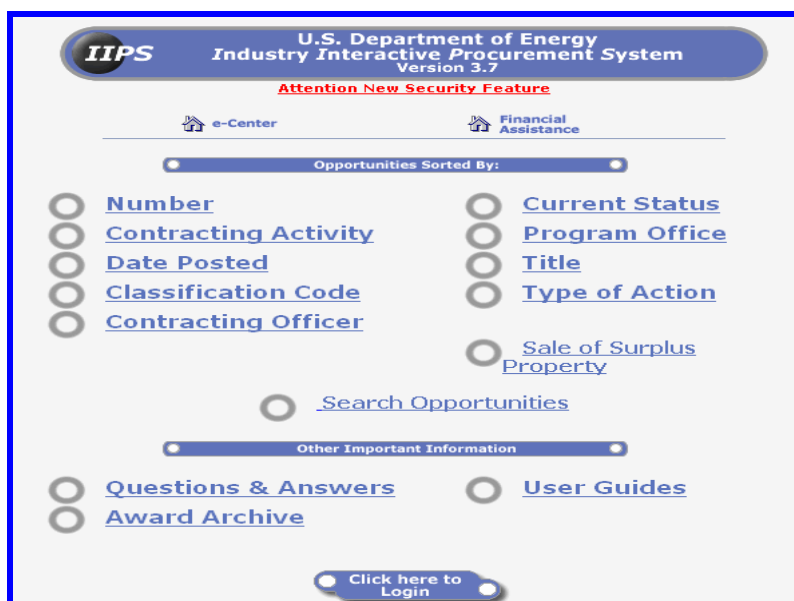 IIPS
U.S. Department of Energy
Industry Interactive Procurement System
Version 3.7
Attention New Security Feature
e-Center
Financial
Assistance
Opportunities Sorted By:
Number
Current Status
Contracting Activity
Program Office
Date Posted
Title
Classification Code
Type of Action
Contracting Officer
Sale of Surplus
Property
Search Opportunities
Other Important Information
Questions & Answers
User Guides
Award Archive
Click here to
Login